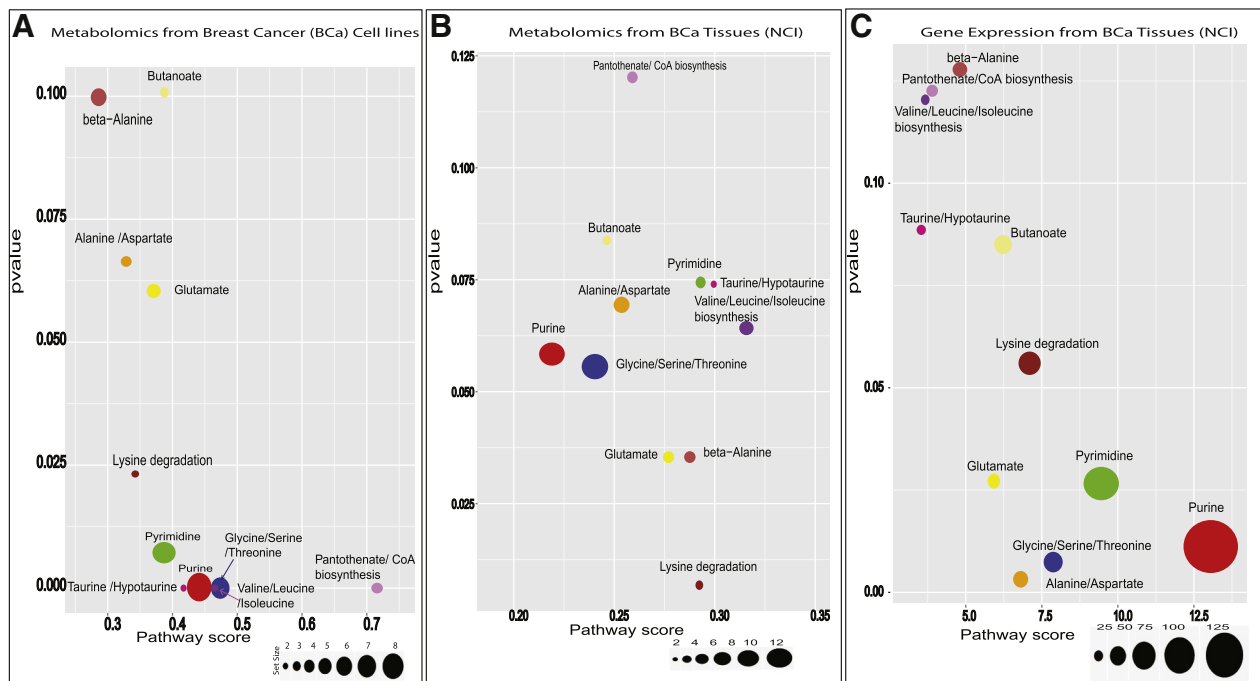 A
Metabolomics from Breast Cancer (BCa) Cell lines
pvalue
0.100
0.075
0.050
0.025
0.000
Butanoate
beta-Alanine
Alanine /Aspartate
Glutamate
Lysine degradation
Pyrimidine
Glycine/Serine
/Threonine
Purine
Pantothenate/ CoA
biosynthesis
Taurine /Hypotaurine
Valine/Leucine
/Isoleucine
0.3 0.4 0.5 0.6 0.7
Pathway score
Set Size
2 3 4 5 6 7 8
B
Metabolomics from BCa Tissues (NCI)
pvalue
0.125
0.100
0.075
0.050
0.025
Pantothenate/ CoA biosynthesis
Butanoate
Pyrimidine
Taurine/Hypotaurine
Alanine/Aspartate
Valine/Leucine/Isoleucine
biosynthesis
Purine
Glycine/Serine/Threonine
Glutamate
beta-Alanine
Lysine degradation
0.20 0.25 0.30 0.35
Pathway score
2 4 6 8 10 12
C
Gene Expression from BCa Tissues (NCI)
pvalue
0.10
0.05
0.00
beta-Alanine
Pantothenate/CoA biosynthesis
Valine/Leucine/Isoleucine
biosynthesis
Taurine/Hypotaurine
Butanoate
Lysine degradation
Glutamate
Pyrimidine
Purine
Glycine/Serine/Threonine
Alanine/Aspartate
5.0 7.5 10.0 12.5
Pathway score
25 50 75 100 125